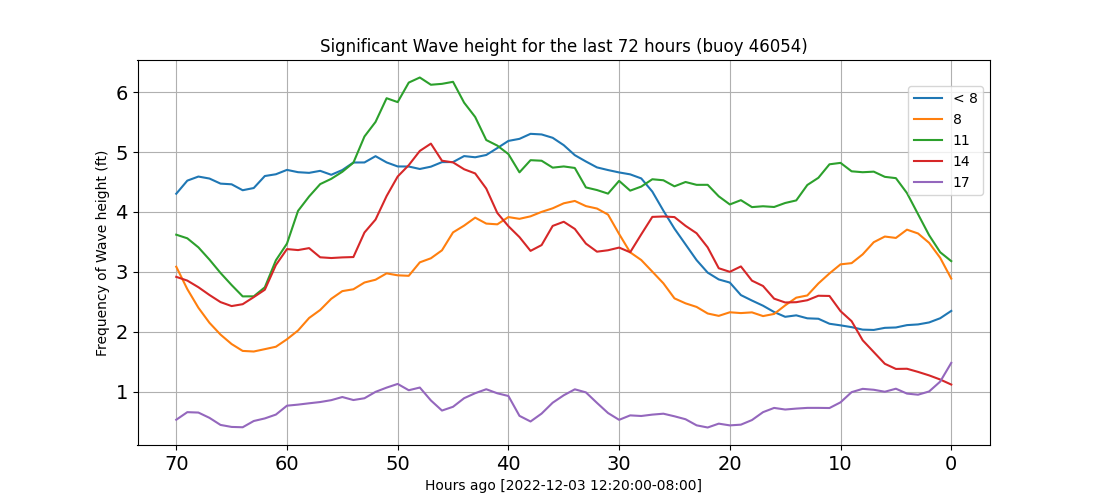 Significant Wave height for the last 72 hours (buoy 46054)
Frequency of Wave height (ft)
6
5
4
3
2
1
< 8
8
11
14
17
70 60 50 40 30 20 10 0
Hours ago [2022-12-03 12:20:00-08:00]